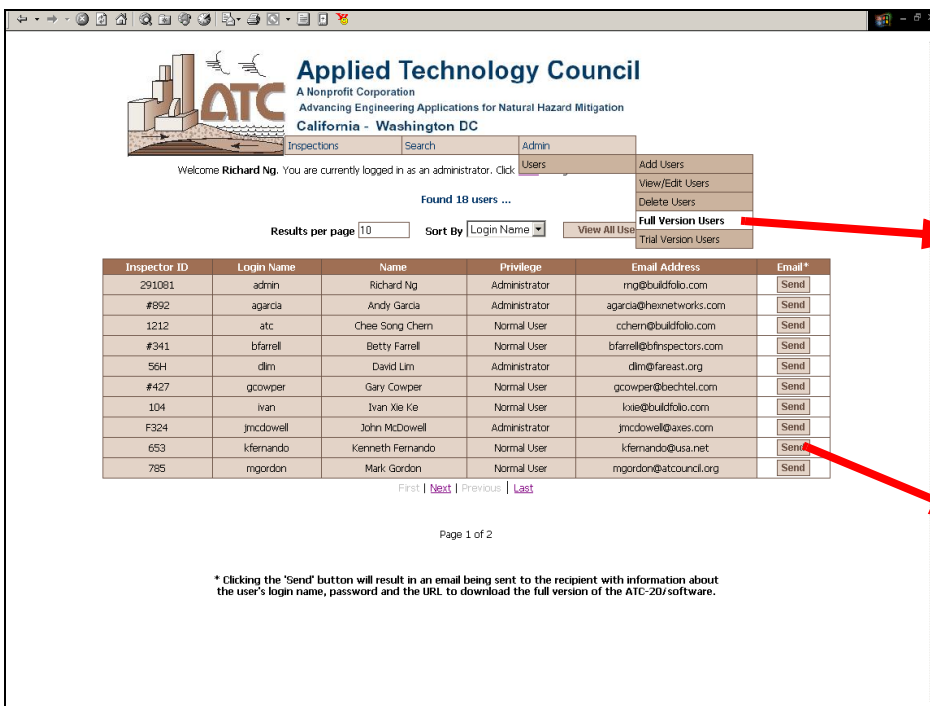 ATC
Applied Technology Council
A Nonprofit Corporation
Advancing Engineering Applications for Natural Hazard Mitigation
California - Washington DC
Inspections Search Admin
Users
Add Users
View/Edit Users
Delete Users
Full Version Users
Trial Version Users
Welcome Richard Ng. You are currently logged in as an administrator. Click
Found 18 users ...
Results per page 10 Sort By Login Name View All Use
Inspector ID Login Name Name Privilege Email Address Email*
291081 admin Richard Ng Administrator rng@buildfolio.com Send
#892 agarcia Andy Garcia Administrator agarcia@hexnetworks.com Send
1212 atc Chee Song Chern Normal User cchern@buildfolio.com Send
#341 bfarrell Betty Farrell Normal User bfarrell@bfinspectors.com Send
56H dlim David Lim Administrator dlim@fareast.org Send
#427 gcowper Gary Cowper Normal User gcowper@bechtel.com Send
104 ivan Ivan Xie Ke Normal User kxie@buildfolio.com Send
F324 jmcdowell John McDowell Administrator jmcdowell@axes.com Send
653 kfernando Kenneth Fernando Normal User kfernando@usa.net Send
785 mgordon Mark Gordon Normal User mgordon@atcouncil.org Send
First | Next | Previous | Last
Page 1 of 2
* Clicking the 'Send' button will result in an email being sent to the recipient with information about
the user's login name, password and the URL to download the full version of the ATC-20i software.